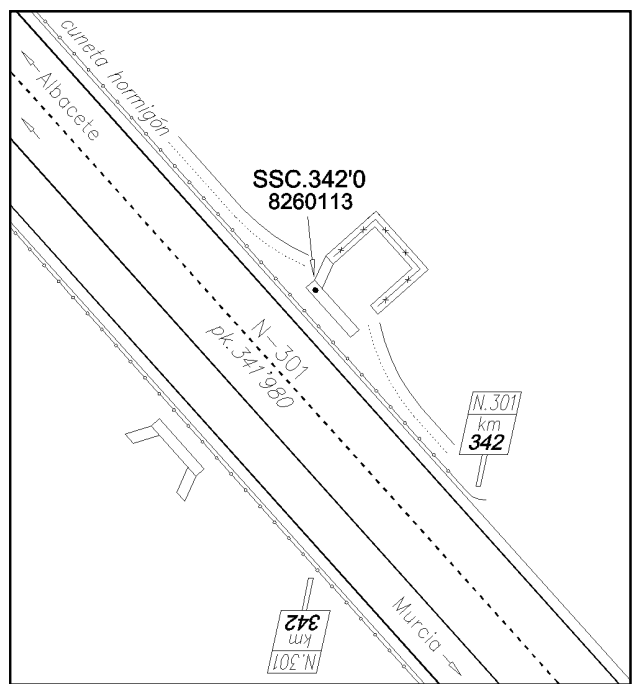 cuneta hormigón
Albacete
SSC.342'0
8260113
N-301
pk.341'980
N.301
km
342
Murcia
342
km
N.301